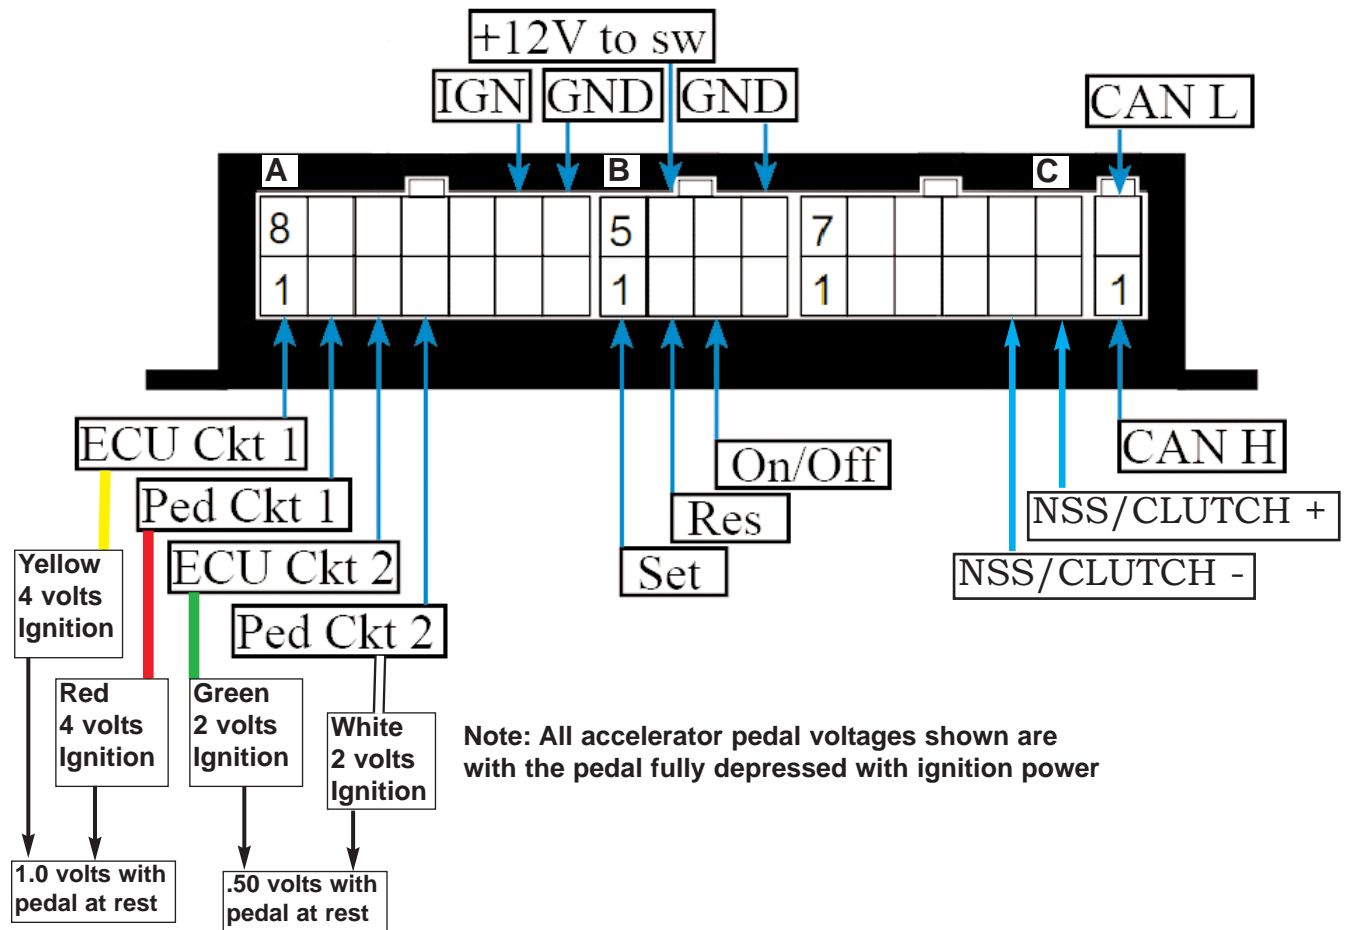 +12V to sw
IGN
GND
GND
CAN L
A
B
C
8
5
7
1
1
1
1
ECU Ckt 1
On/Off
CAN H
Ped Ckt 1
Res
NSS/CLUTCH +
ECU Ckt 2
Set
NSS/CLUTCH -
Ped Ckt 2
Yellow
4 volts
Ignition
Red
4 volts
Ignition
Green
2 volts
Ignition
White
2 volts
Ignition
Note: All accelerator pedal voltages shown are
with the pedal fully depressed with ignition power
1.0 volts with
pedal at rest
.50 volts with
pedal at rest